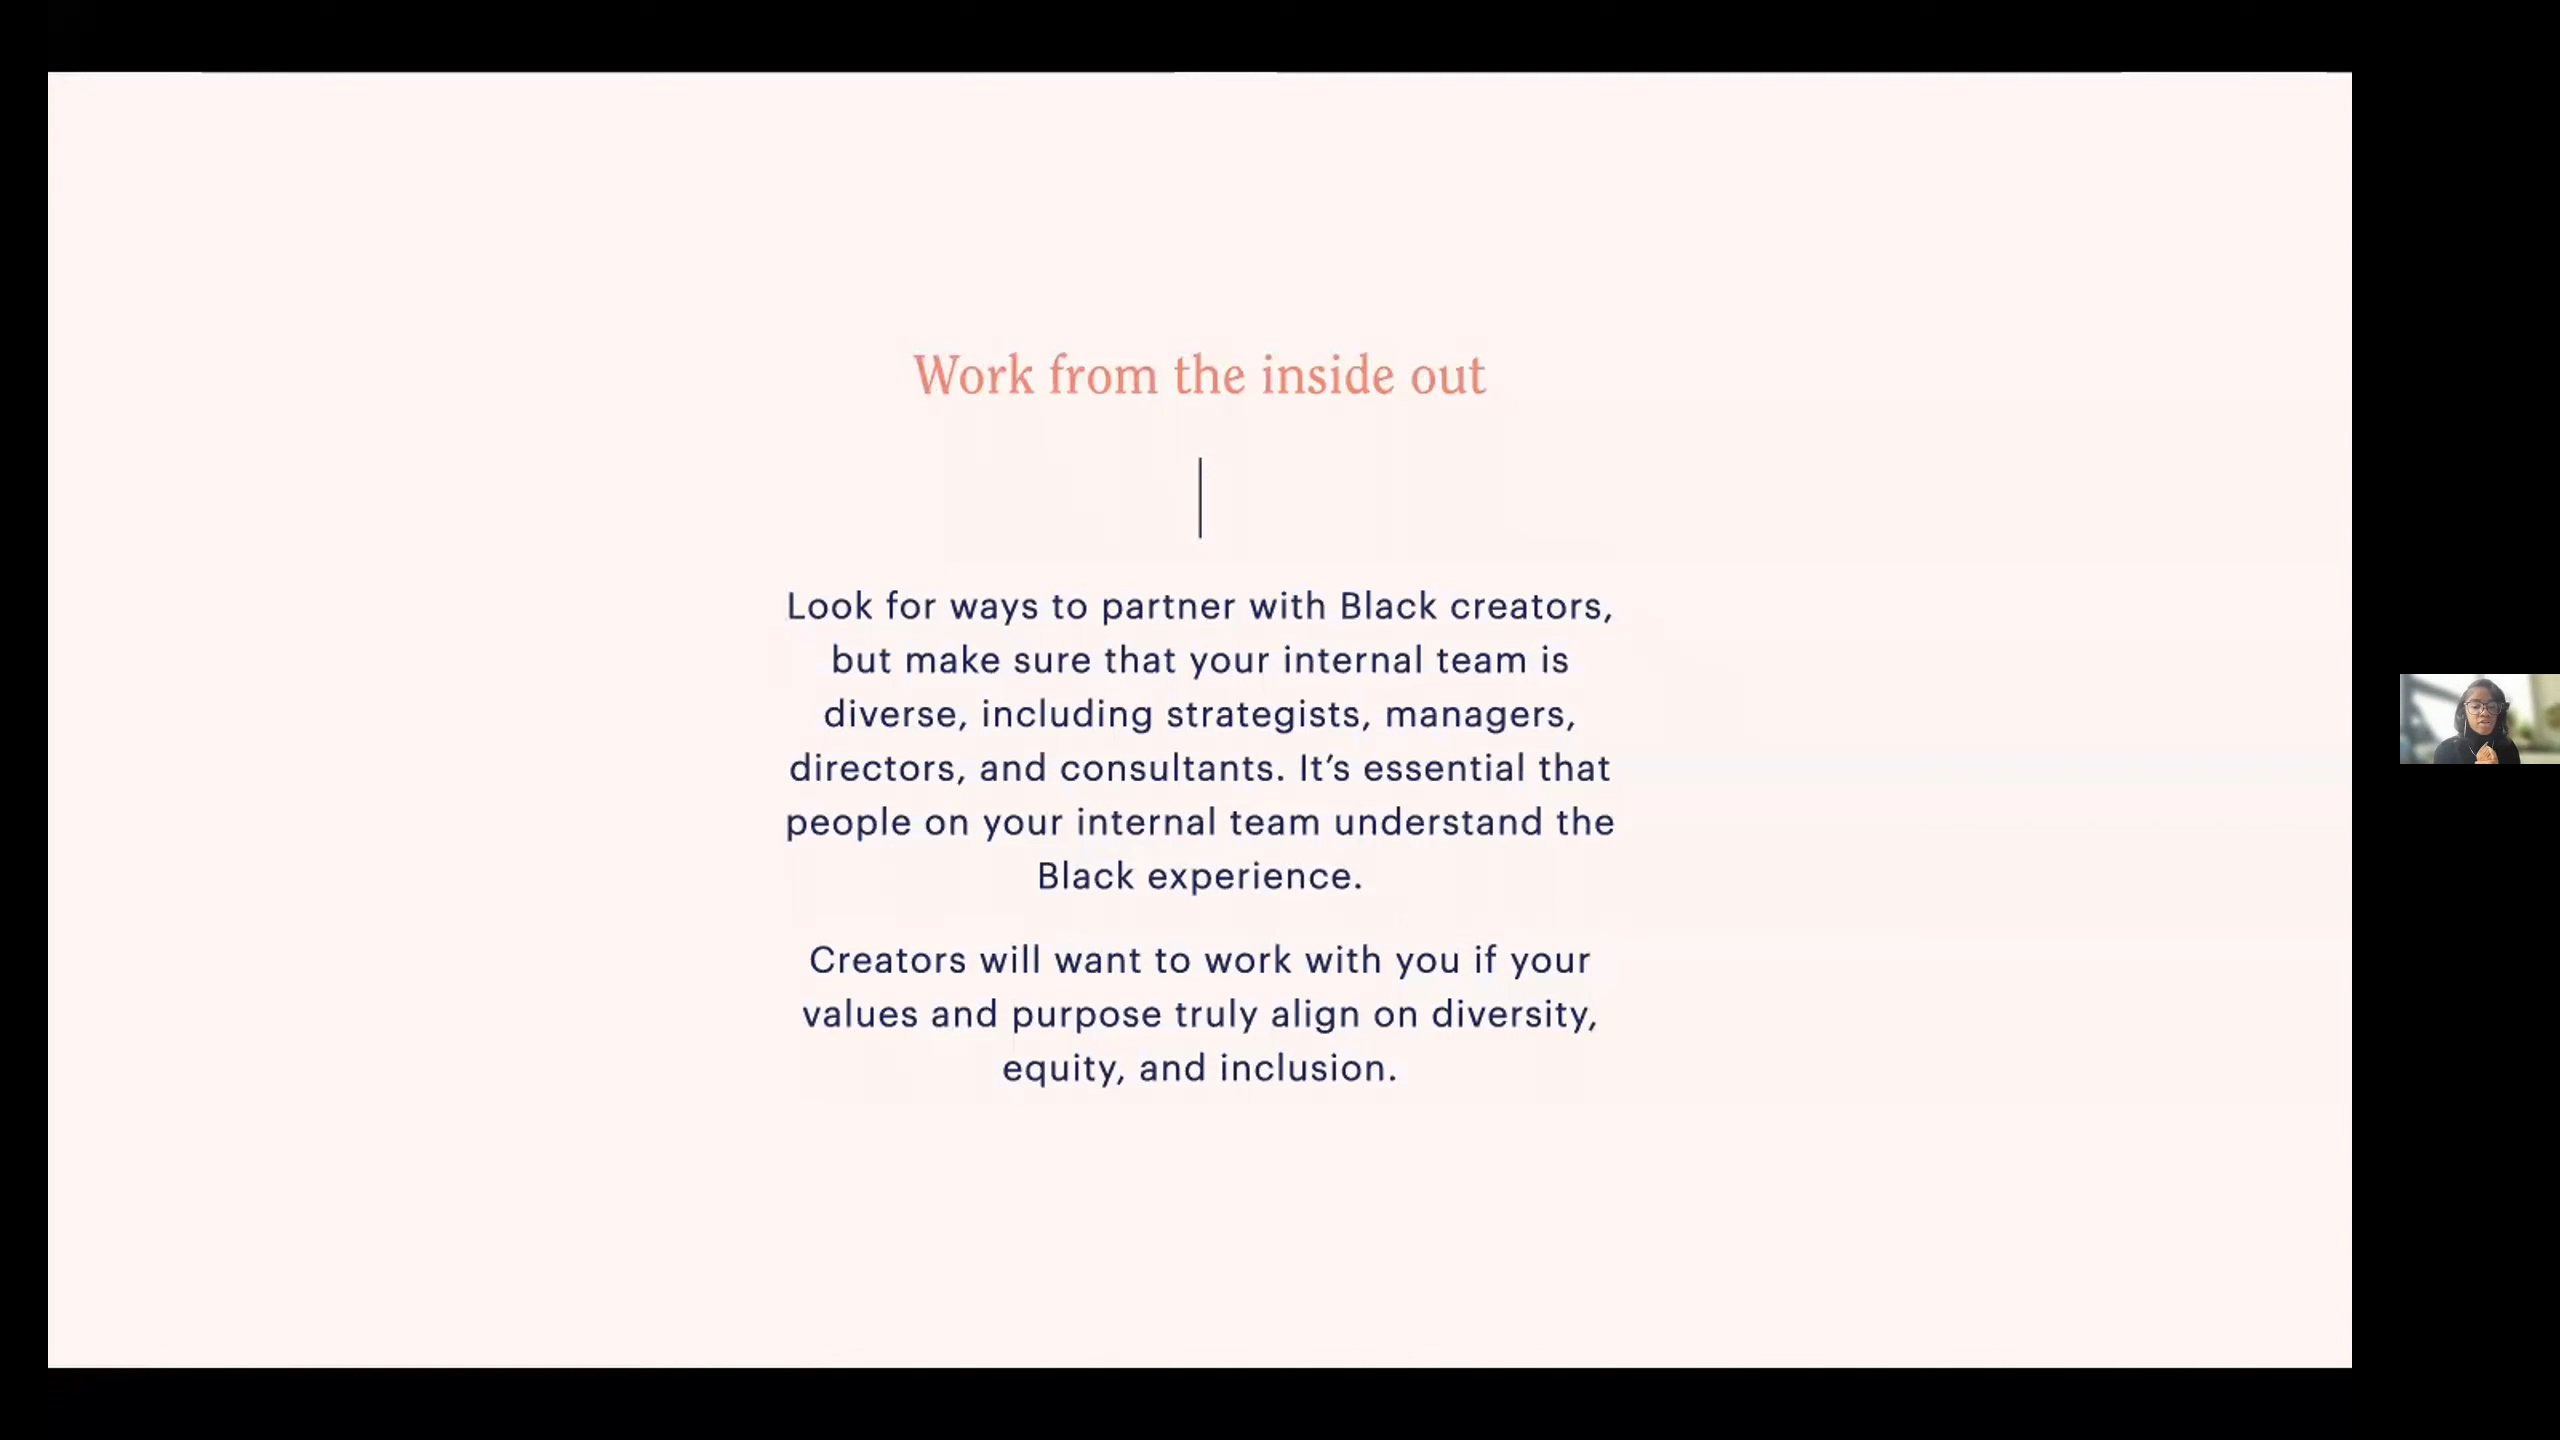 Work from the inside out
Look for ways to partner with Black creators,
but make sure that your internal team is
diverse, including strategists, managers,
directors, and consultants. It’s essential that
people on your internal team understand the
Black experience.
Creators will want to work with you if your
values and purpose truly align on diversity,
equity, and inclusion.